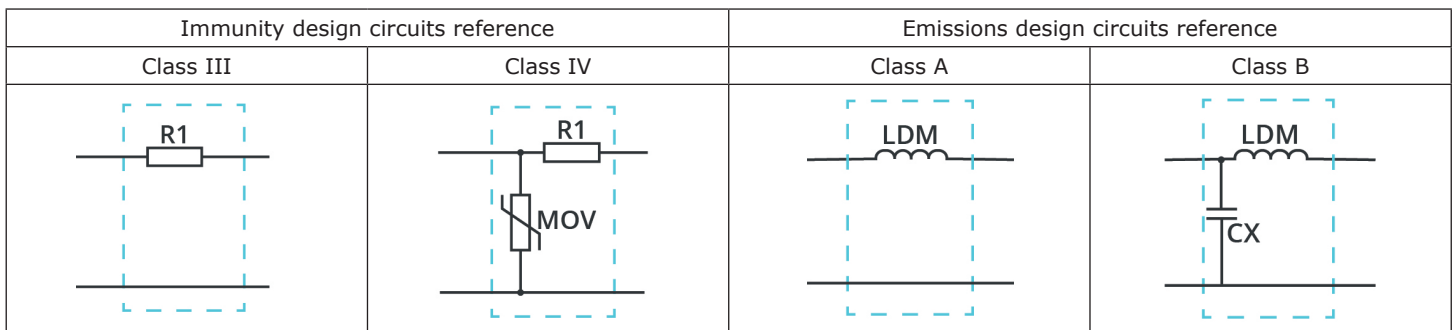 Immunity design circuits reference
Emissions design circuits reference
Class III
Class IV
Class A
Class B
R1
R1
MOV
LDM
LDM
CX